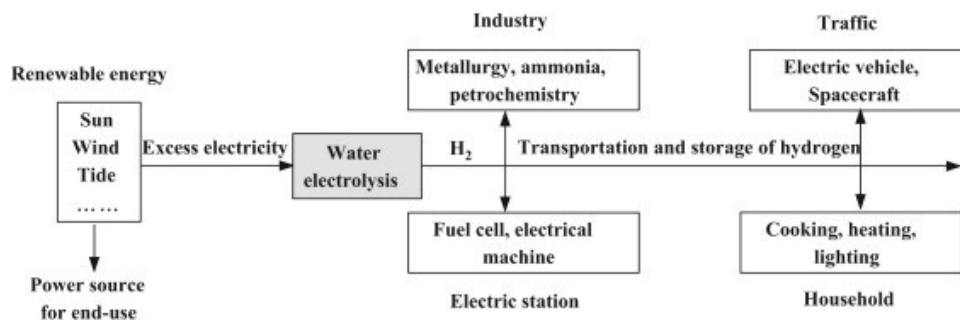 Industry
Traffic
Renewable energy
Metallurgy, ammonia,
petrochemistry
Electric vehicle,
Spacecraft
Sun
Wind
Tide
... ...
Excess electricity
Water
electrolysis
H₂
Transportation and storage of hydrogen
Fuel cell, electrical
machine
Cooking, heating,
lighting
Power source
for end-use
Electric station
Household